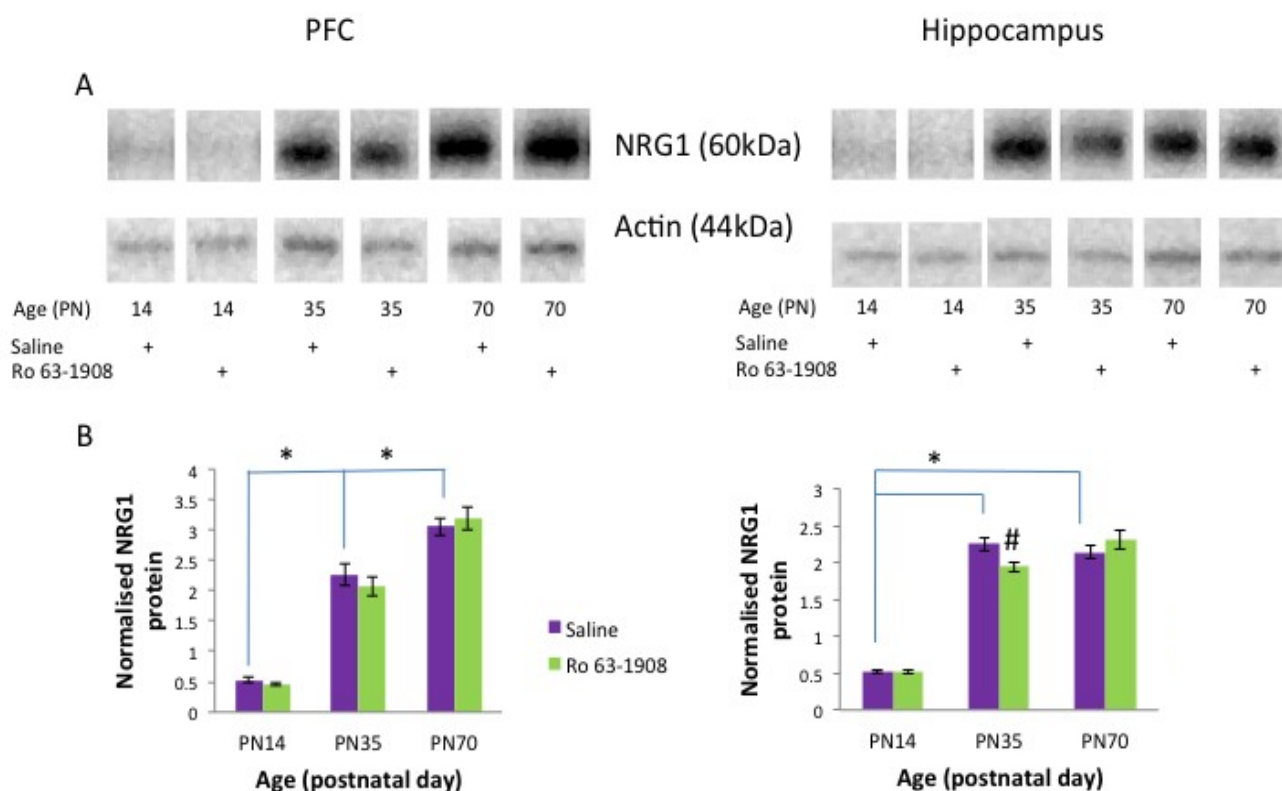 PFC
Hippocampus
A
NRG1 (60kDa)
Actin (44kDa)
Age (PN) 14 14 35 35 70 70
Saline + + +
Ro 63-1908 + + +
Age (PN) 14 14 35 35 70 70
Saline + + +
Ro 63-1908 + + +
B
* *
Normalised NRG1
protein
4
3.5
3
2.5
2
1.5
1
0.5
0
PN14 PN35 PN70
Age (postnatal day)
Saline
Ro 63-1908
*
#
Normalised NRG1
protein
3
2.5
2
1.5
1
0.5
0
PN14 PN35 PN70
Age (postnatal day)